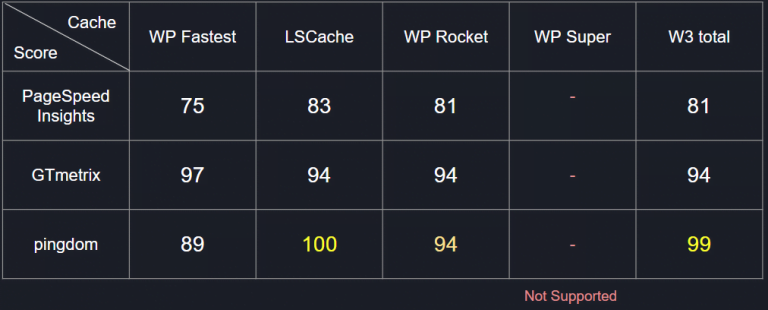 Cache
Score
WP Fastest
LSCache
WP Rocket
WP Super
W3 total
PageSpeed
Insights
75
83
81
-
81
GTmetrix
97
94
94
-
94
pingdom
89
100
94
-
99
Not Supported